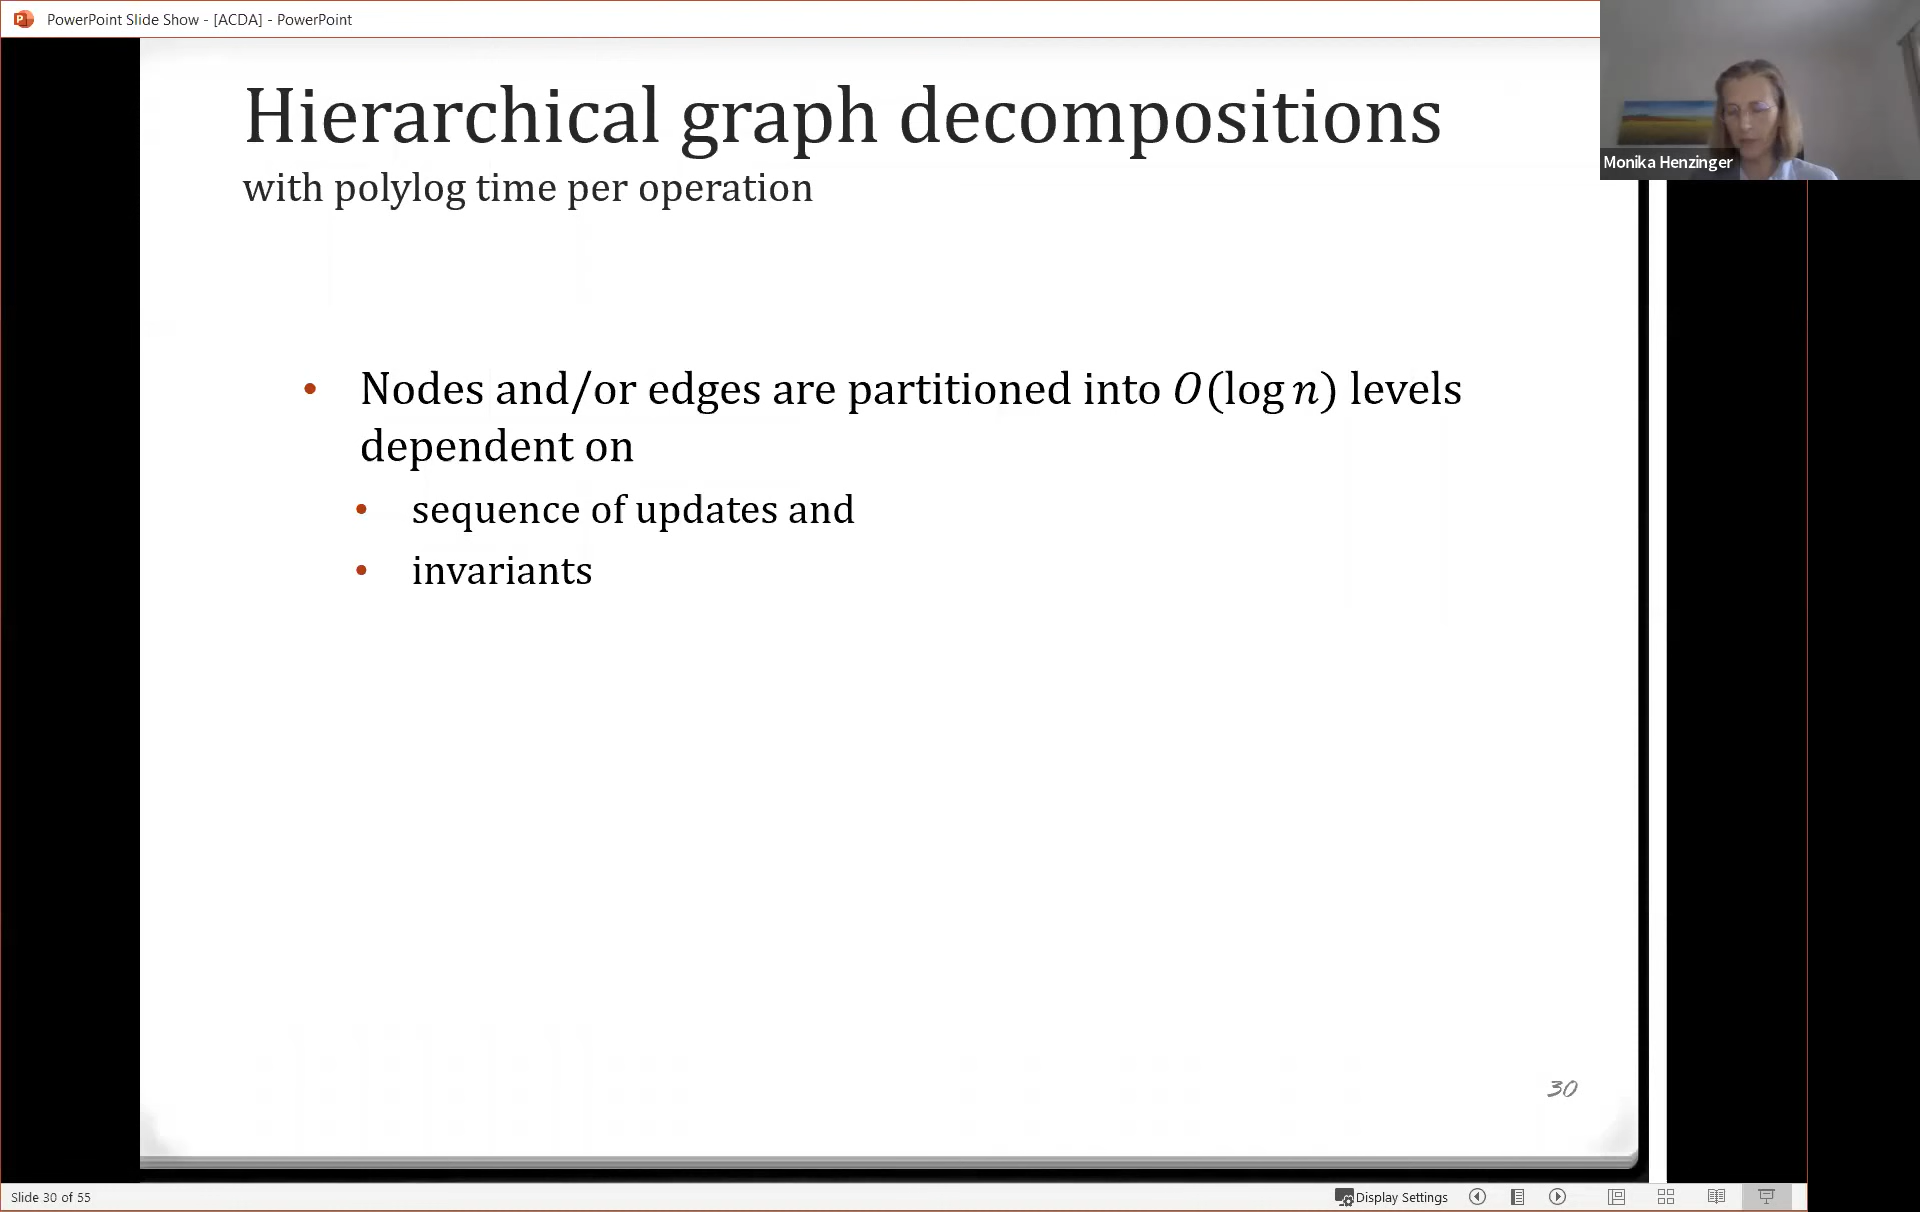 PowerPoint Slide Show - [ACDA] - PowerPoint
Monika Henzinger
Hierarchical graph decompositions
with polylog time per operation
• Nodes and/or edges are partitioned into O(log n) levels
dependent on
• sequence of updates and
• invariants
30
Slide 30 of 55
Display Settings